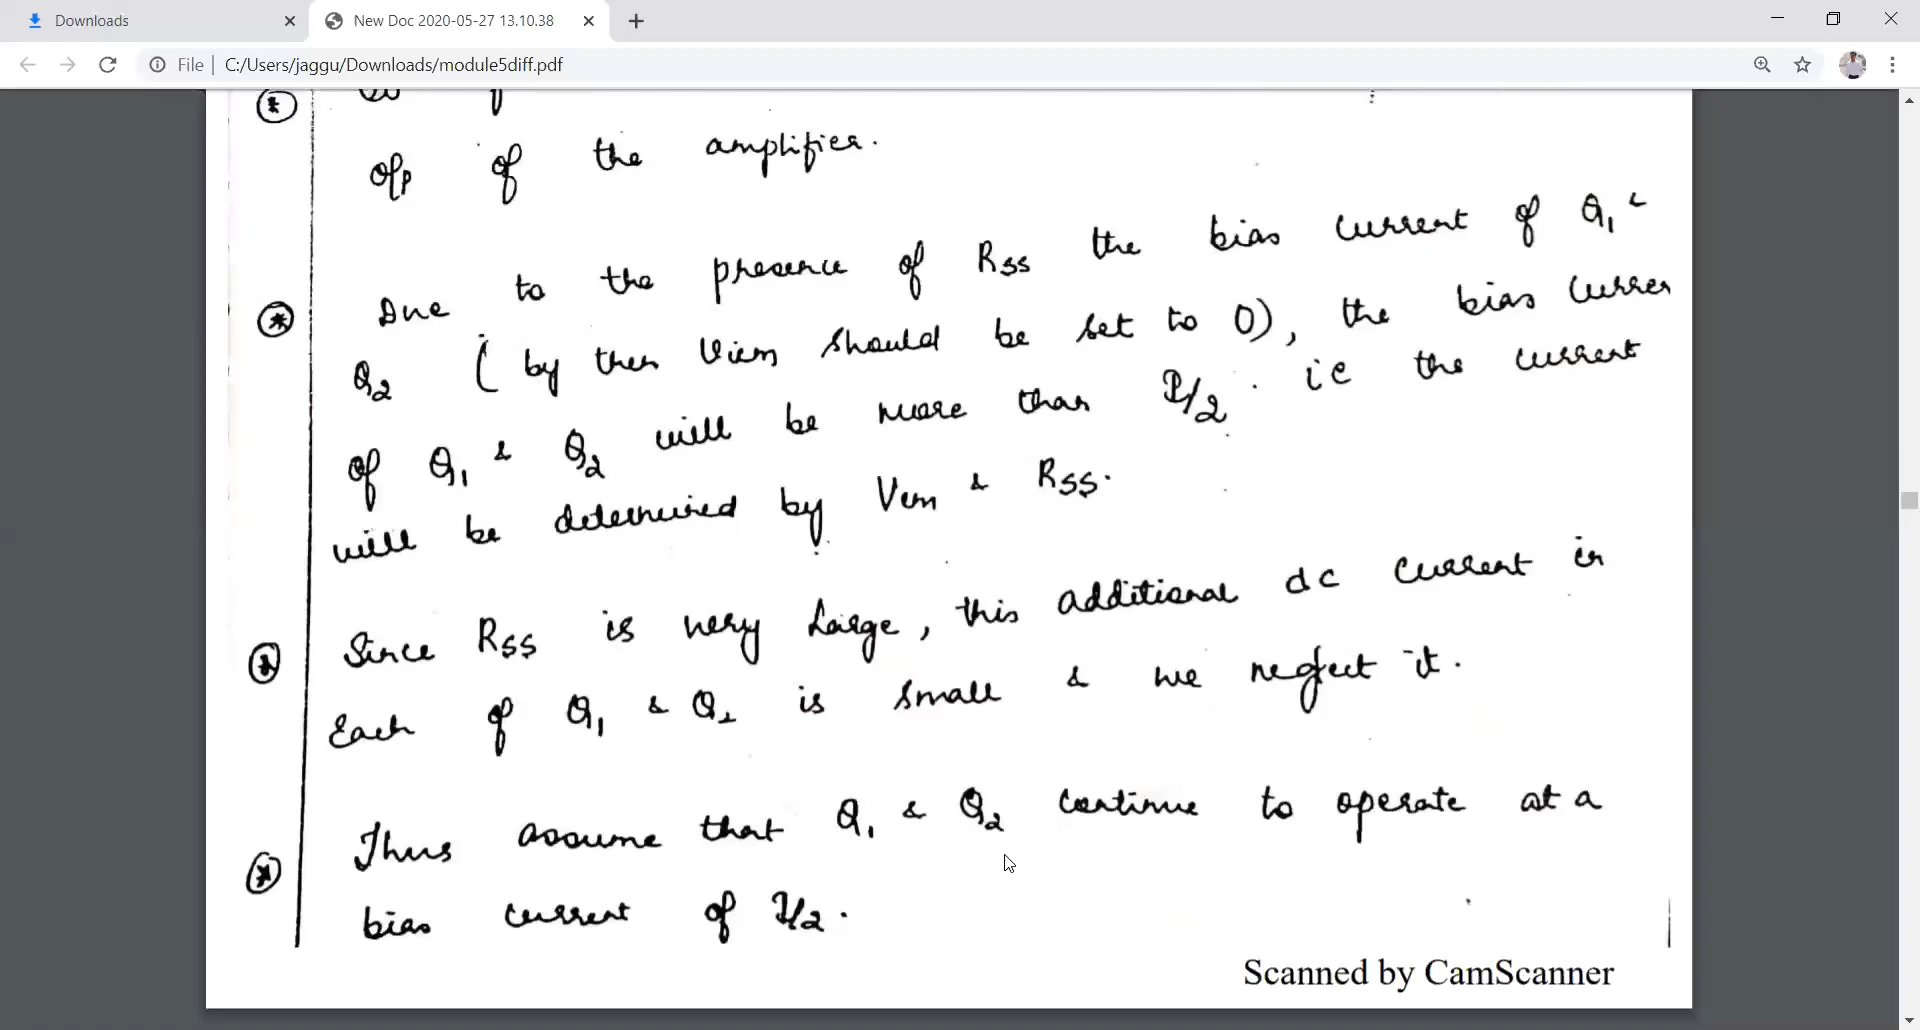 Downloads
New Doc 2020-05-27 13.10.38
File | C:/Users/jaggu/Downloads/module5diff.pdf
o/p of the amplifier.
Due to the presence of Rss the bias current of Q1 &
Q2 ( by then Vicm should be set to 0), the bias curren
of Q1 & Q2 will be more than I/2. ie the current
will be determined by Vcm & Rss.
Since Rss is very large, this additional dc current in
Each of Q1 & Q2 is small & we neglect it.
Thus assume that Q1 & Q2 continue to operate at a
bias current of I/2.
Scanned by CamScanner